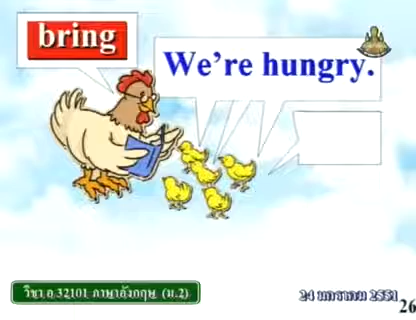 bring
We're hungry.
วิชา อ 32101 ภาษาอังกฤษ (ม.2)
24 มกราคม 2551
26